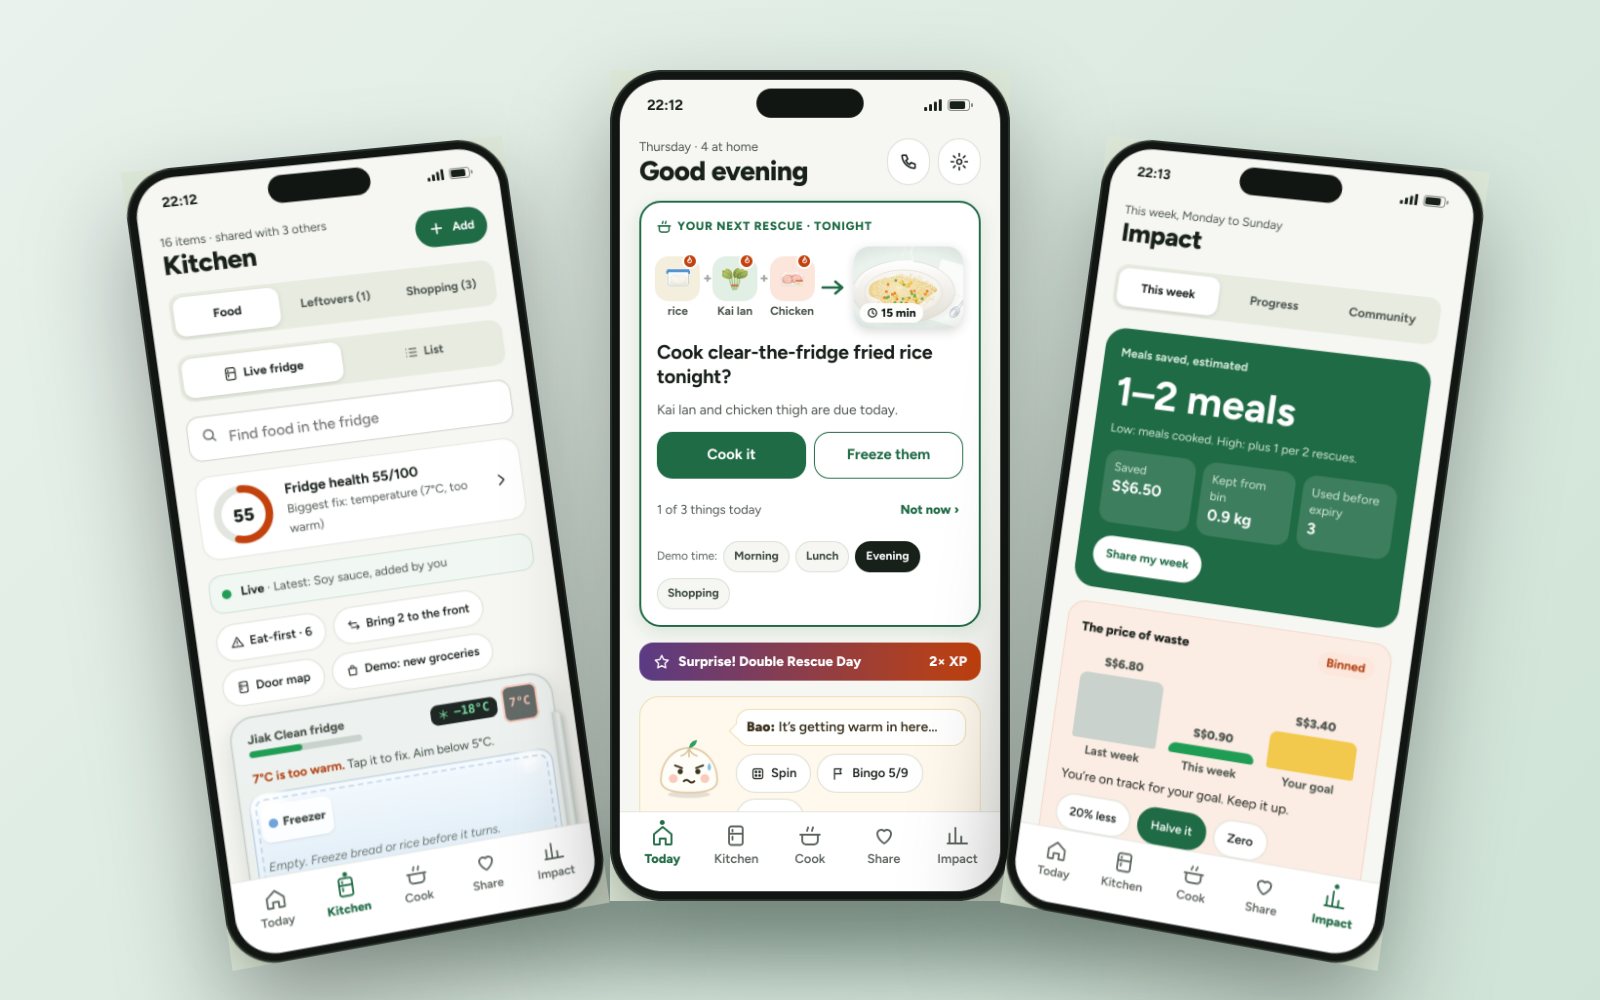 22:12
16 items · shared with 3 others
Kitchen
Add
Food
Leftovers (1)
Shopping (3)
Live fridge
List
Find food in the fridge
55
Fridge health 55/100
Biggest fix: temperature (7°C, too
warm)
Live · Latest: Soy sauce, added by you
Eat-first · 6
Bring 2 to the front
Door map
Demo: new groceries
Jiak Clean fridge
−18°C
7°C
7°C is too warm. Tap it to fix. Aim below 5°C.
Freezer
Empty. Freeze bread or rice before it turns.
Today
Kitchen
Cook
Share
Impact
22:12
Thursday · 4 at home
Good evening
YOUR NEXT RESCUE · TONIGHT
rice
+
Kai lan
+
Chicken
15 min
Cook clear-the-fridge fried rice
tonight?
Kai lan and chicken thigh are due today.
Cook it
Freeze them
1 of 3 things today
Not now ›
Demo time:
Morning
Lunch
Evening
Shopping
Surprise! Double Rescue Day
2× XP
Bao: It's getting warm in here...
Spin
Bingo 5/9
Today
Kitchen
Cook
Share
Impact
22:13
This week, Monday to Sunday
Impact
This week
Progress
Community
Meals saved, estimated
1–2 meals
Low: meals cooked. High: plus 1 per 2 rescues.
Saved
S$6.50
Kept from
bin
0.9 kg
Used before
expiry
3
Share my week
The price of waste
Binned
S$6.80
Last week
S$0.90
This week
S$3.40
Your goal
You're on track for your goal. Keep it up.
20% less
Halve it
Zero
Today
Kitchen
Cook
Share
Impact